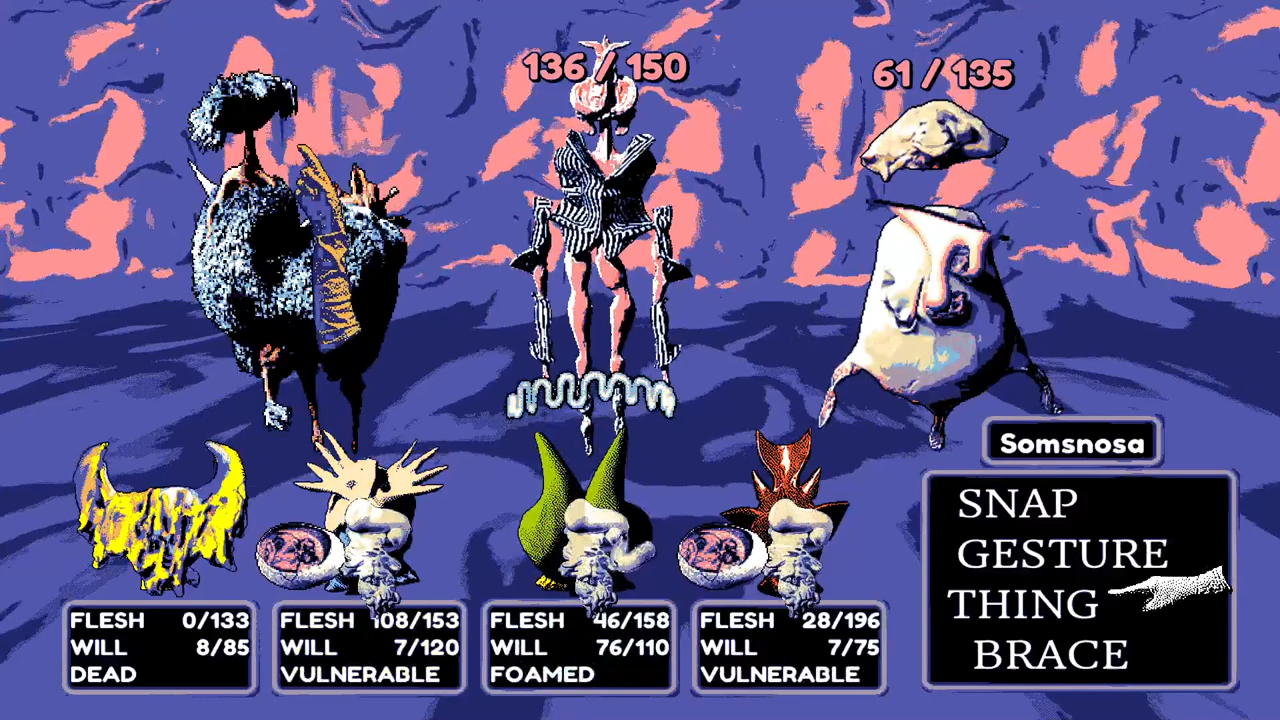 136 / 150
61 / 135
Somsnosa
SNAP
GESTURE
THING
BRACE
FLESH 0/133
WILL 8/85
DEAD
FLESH 108/153
WILL 7/120
VULNERABLE
FLESH 46/158
WILL 76/110
FOAMED
FLESH 28/196
WILL 7/75
VULNERABLE